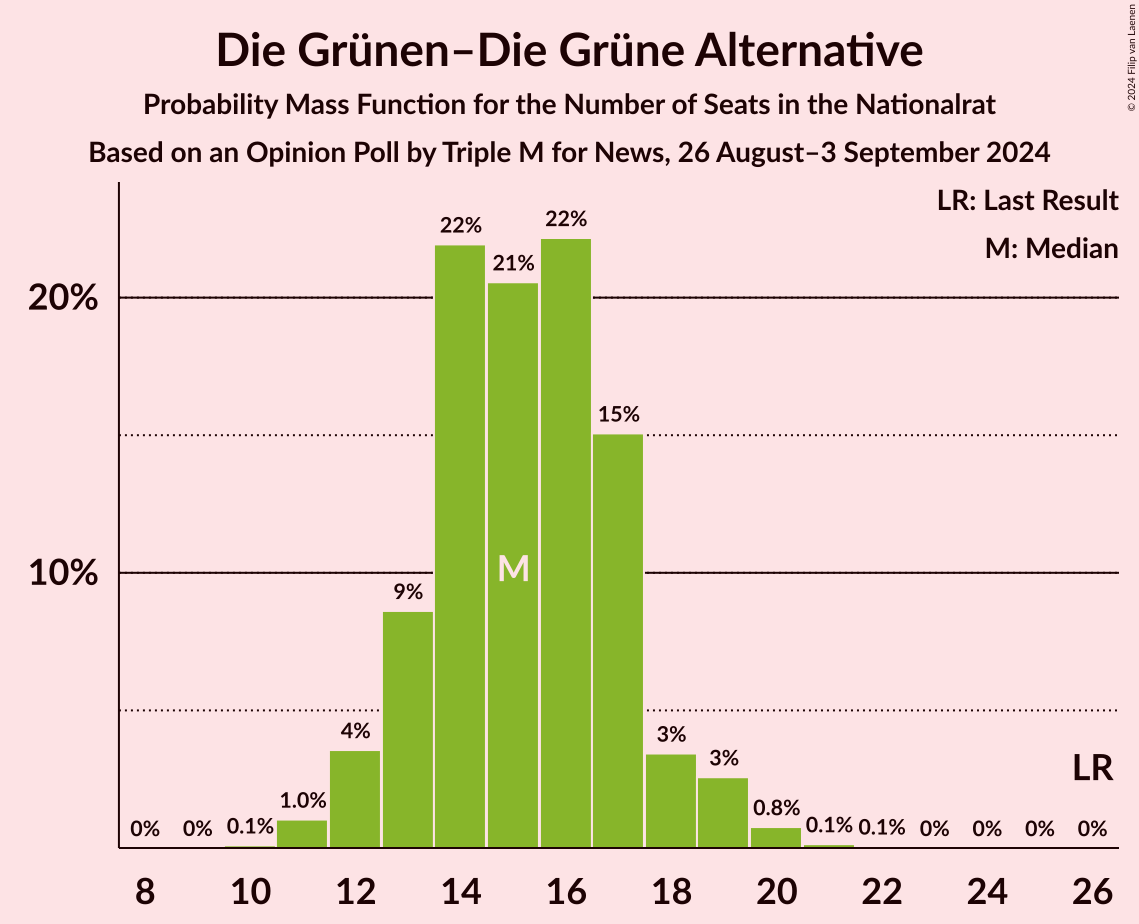 Die Grünen–Die Grüne Alternative
Probability Mass Function for the Number of Seats in the Nationalrat
Based on an Opinion Poll by Triple M for News, 26 August–3 September 2024
© 2024 Filip van Laenen
LR: Last Result
M: Median
22%
22%
21%
20%
15%
M
10%
9%
4%
3%
3%
LR
1.0%
0.8%
0%
0%
0.1%
0.1%
0.1%
0%
0%
0%
0%
8 10 12 14 16 18 20 22 24 26